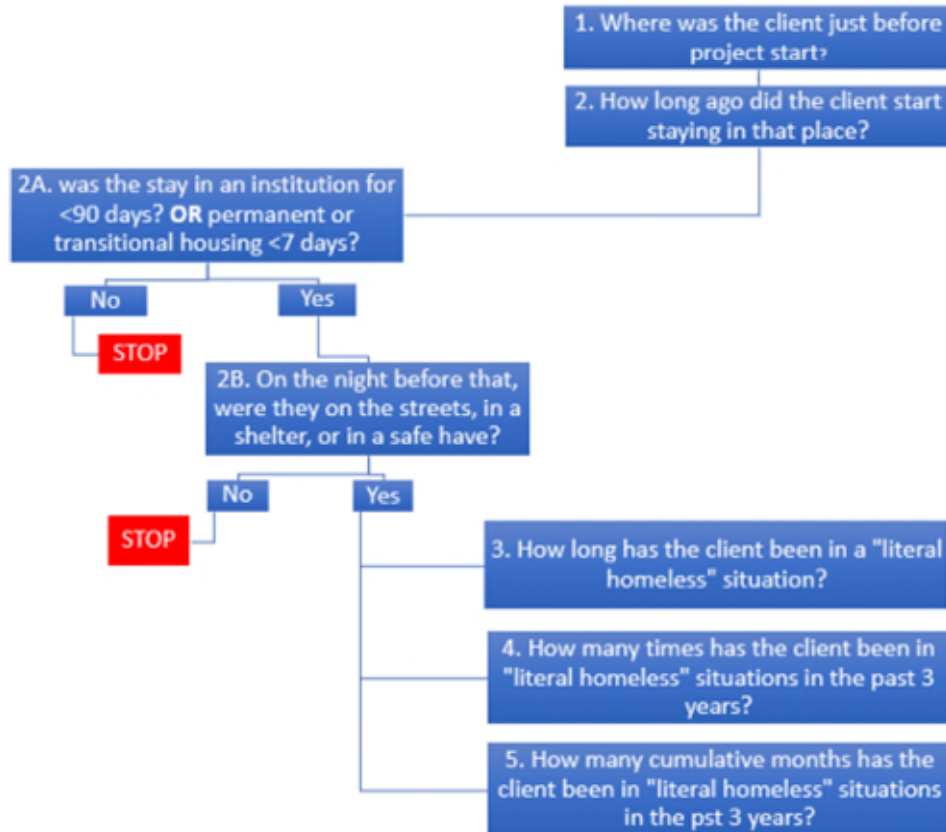 1. Where was the client just before
project start?
2. How long ago did the client start
staying in that place?
2A. was the stay in an institution for
<90 days? OR permanent or
transitional housing <7 days?
No
Yes
STOP
2B. On the night before that,
were they on the streets, in a
shelter, or in a safe have?
No
Yes
STOP
3. How long has the client been in a "literal
homeless" situation?
4. How many times has the client been in
"literal homeless" situations in the past 3
years?
5. How many cumulative months has the
client been in "literal homeless" situations
in the pst 3 years?